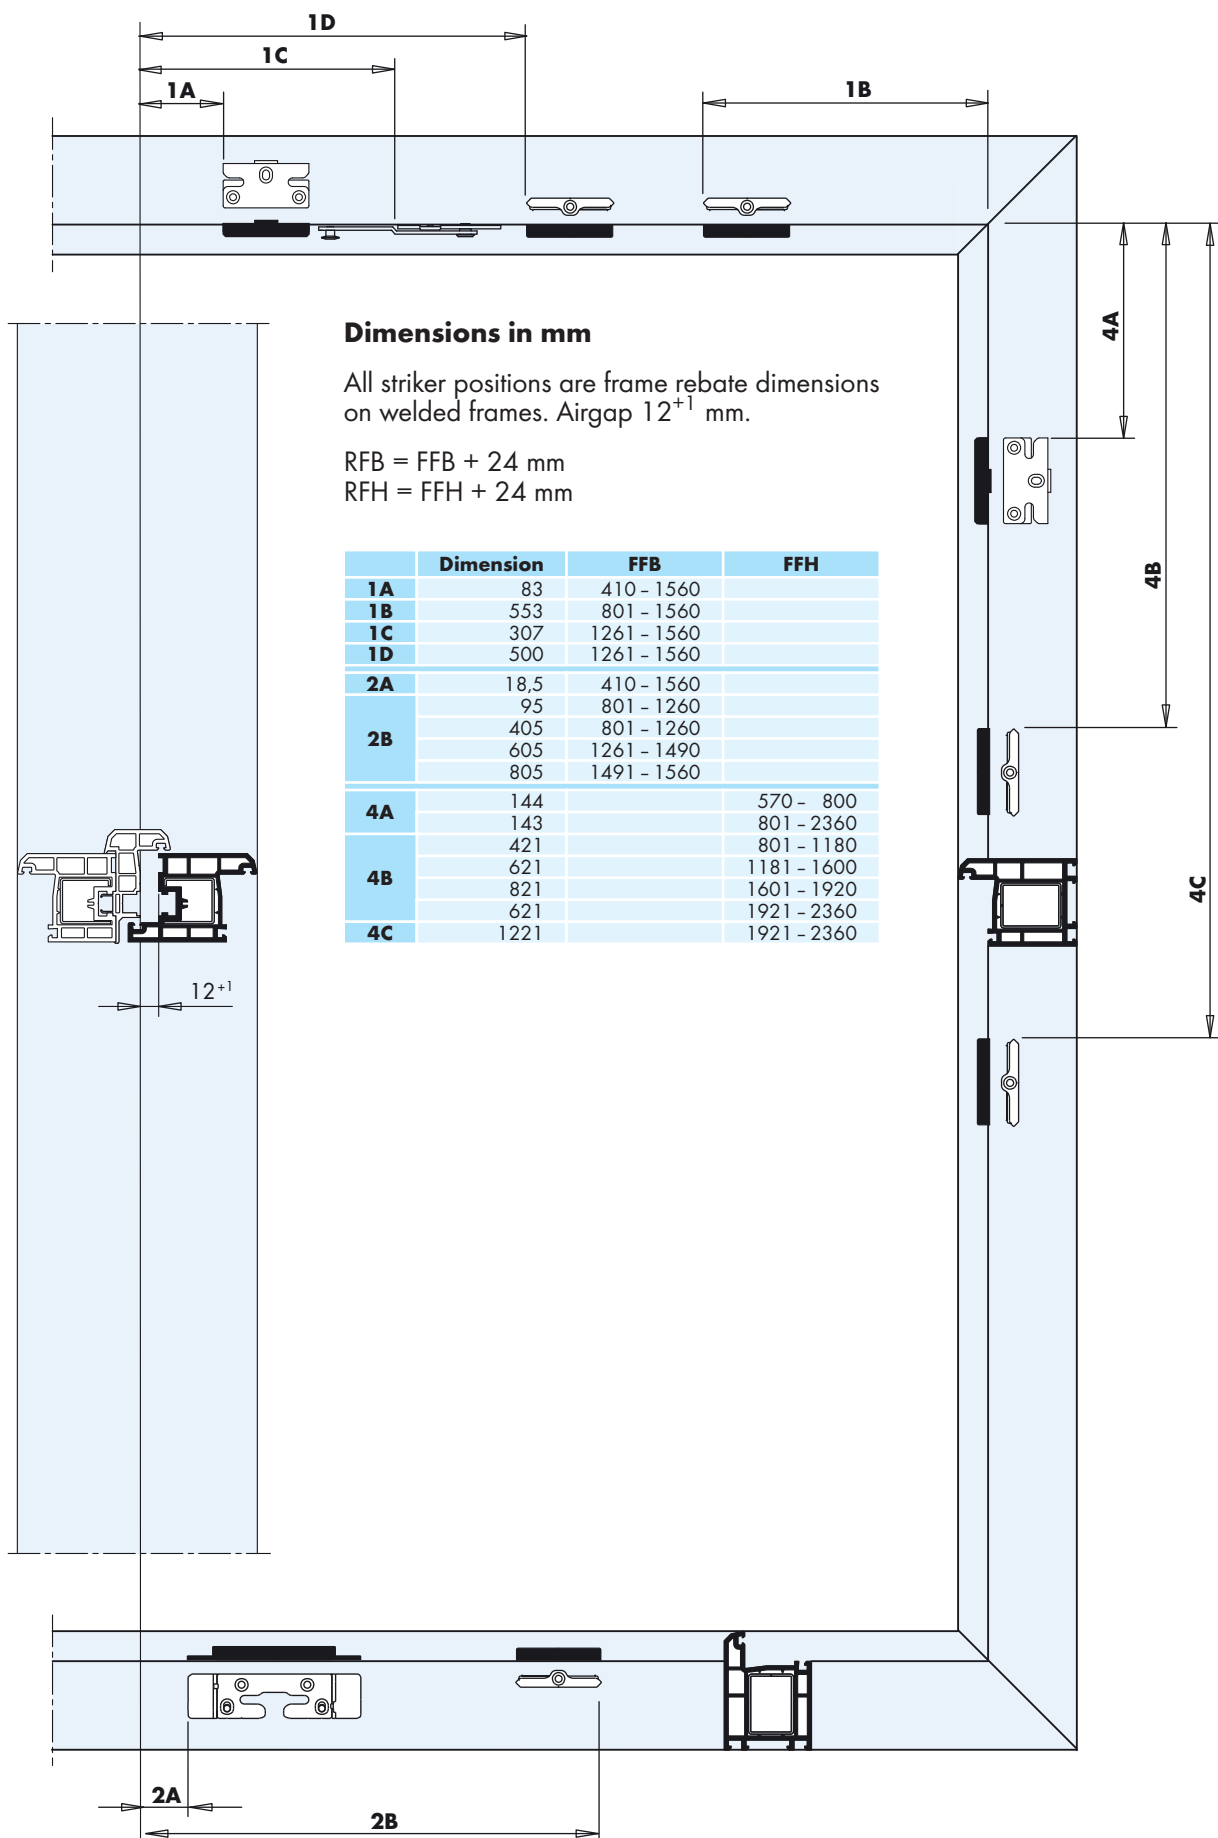 1D
1C
1A
1B
Dimensions in mm
All striker positions are frame rebate dimensions
on welded frames. Airgap 12+1 mm.
RFB = FFB + 24 mm
RFH = FFH + 24 mm
4A
4B
4C
Dimension FFB FFH
1A 83 410 – 1560
1B 553 801 – 1560
1C 307 1261 – 1560
1D 500 1261 – 1560
2A 18,5 410 – 1560
2B 95 801 – 1260
405 801 – 1260
605 1261 – 1490
805 1491 – 1560
4A 144 570 – 800
143 801 – 2360
4B 421 801 – 1180
621 1181 – 1600
821 1601 – 1920
621 1921 – 2360
4C 1221 1921 – 2360
12+1
2A
2B